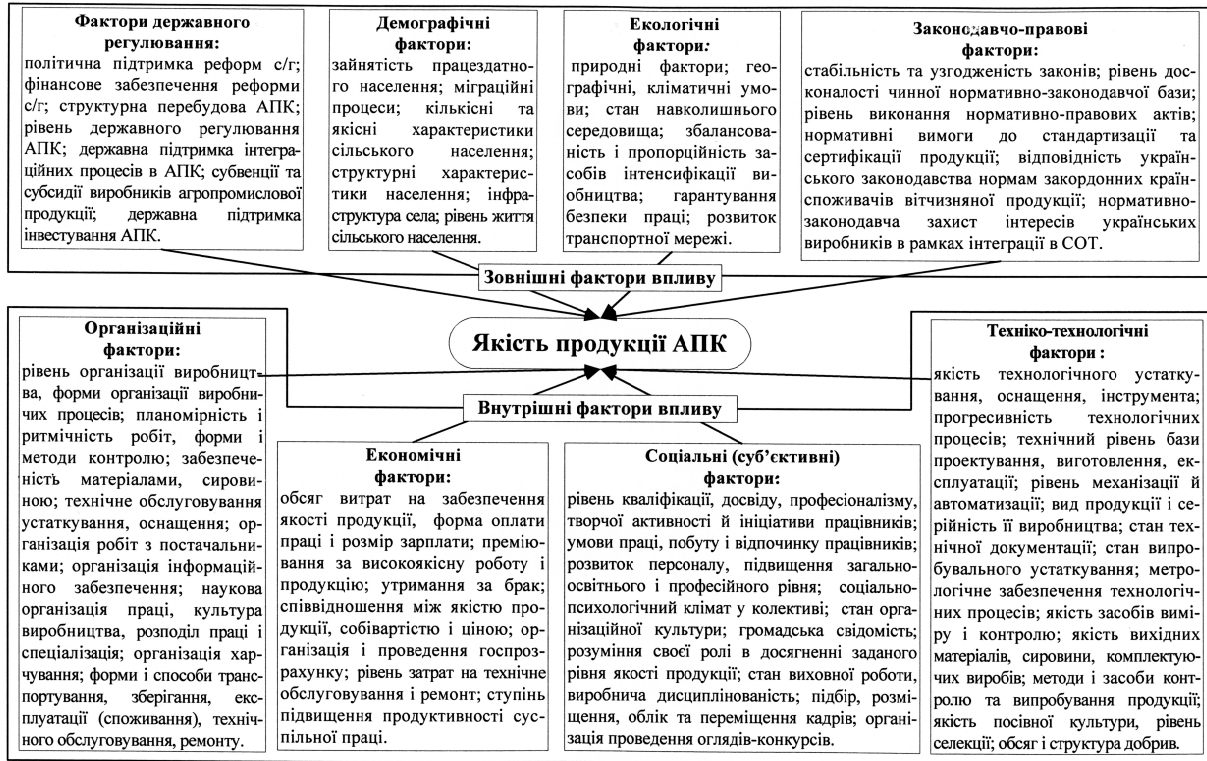 Фактори державного
регулювання:
політична підтримка реформ с/г;
фінансове забезпечення реформи
с/г; структурна перебудова АПК;
рівень державного регулювання
АПК; державна підтримка інтегра-
ційних процесів в АПК; субвенції та
субсидії виробників агропромислової
продукції; державна підтримка
інвестування АПК.
Демографічні
фактори:
зайнятість працездат-
ного населення; міграційні
процеси; кількісні та
якісні характеристики
сільського населення;
структурні характерис-
тики населення; інфра-
структура села; рівень життя
сільського населення.
Екологічні
фактори:
природні фактори; гео-
графічні, кліматичні умо-
ви; стан навколишнього
середовища; збалансова-
ність і пропорційність за-
собів інтенсифікації ви-
обництва; гарантування
безпеки праці; розвиток
транспортної мережі.
Законодавчо-правові
фактори:
стабільність та узгодженість законів; рівень дос-
коналості чинної нормативно-законодавчої бази;
рівень виконання нормативно-правових актів;
нормативні вимоги до стандартизації та
сертифікації продукції; відповідність україн-
ського законодавства нормам закордонних країн-
споживачів вітчизняної продукції; нормативно-
законодавча захист інтересів українських
виробників в рамках інтеграції в СОТ.
Зовнішні фактори впливу
Якість продукції АПК
Внутрішні фактори впливу
Організаційні
фактори:
рівень організації виробницт-
ва, форми організації виробни-
чих процесів; планомірність і
ритмічність робіт, форми і
методи контролю; забезпече-
ність матеріалами, сирови-
ною; технічне обслуговування
устаткування, оснащення; ор-
ганізація робіт з постачальни-
ками; організація інформацій-
ного забезпечення; наукова
організація праці, культура
виробництва, розподіл праці і
спеціалізація; організація хар-
чування; форми і способи транс-
портування, зберігання, екс-
плуатації (споживання), техніч-
ного обслуговування, ремонту.
Економічні
фактори:
обсяг витрат на забезпечення
якості продукції, форма оплати
праці і розмір зарплати; премію-
вання за високоякісну роботу і
продукцію; утримання за брак;
співвідношення між якістю про-
дукції, собівартістю і ціною; ор-
ганізація і проведення госпроз-
рахунку; рівень затрат на технічне
обслуговування і ремонт; ступінь
підвищення продуктивності сус-
пільної праці.
Соціальні (суб’єктивні)
фактори:
рівень кваліфікації, досвіду, професіоналізму,
творчої активності й ініціативи працівників;
умови праці, побуту і відпочинку працівників;
розвиток персоналу, підвищення загально-
освітнього і професійного рівня; соціально-
психологічний клімат у колективі; стан орга-
нізаційної культури; громадська свідомість;
розуміння своєї ролі в досягненні заданого
рівня якості продукції; стан виховної роботи,
виробнича дисциплінованість; підбір, розмі-
щення, облік та переміщення кадрів; органі-
зація проведення оглядів-конкурсів.
Техніко-технологічні
фактори :
якість технологічного устатку-
вання, оснащення, інструмента;
прогресивність технологічних
процесів; технічний рівень бази
проектування, виготовлення, ек-
сплуатації; рівень механізації й
автоматизації; вид продукції і се-
рійність її виробництва; стан тех-
нічної документації; стан випро-
бувального устаткування; метро-
логічне забезпечення технологіч-
них процесів; якість засобів вимі-
ру і контролю; якість вихідних
матеріалів, сировини, комплектую-
чих виробів; методи і засоби конт-
ролю та випробування продукції;
якість посівної культури, рівень
селекції; обсяг і структура добрив.